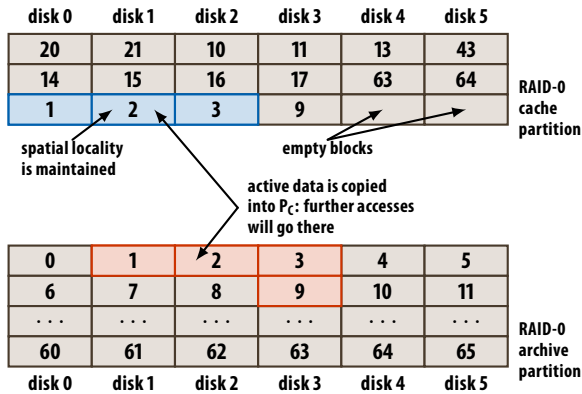 disk 0 disk 1 disk 2 disk 3 disk 4 disk 5
20 21 10 11 13 43
14 15 16 17 63 64
1 2 3 9
RAID-0
cache
partition
spatial locality
is maintained
empty blocks
active data is copied
into PC: further accesses
will go there
0 1 2 3 4 5
6 7 8 9 10 11
. . . . . . . . . . . . . . . . . .
60 61 62 63 64 65
RAID-0
archive
partition
disk 0 disk 1 disk 2 disk 3 disk 4 disk 5